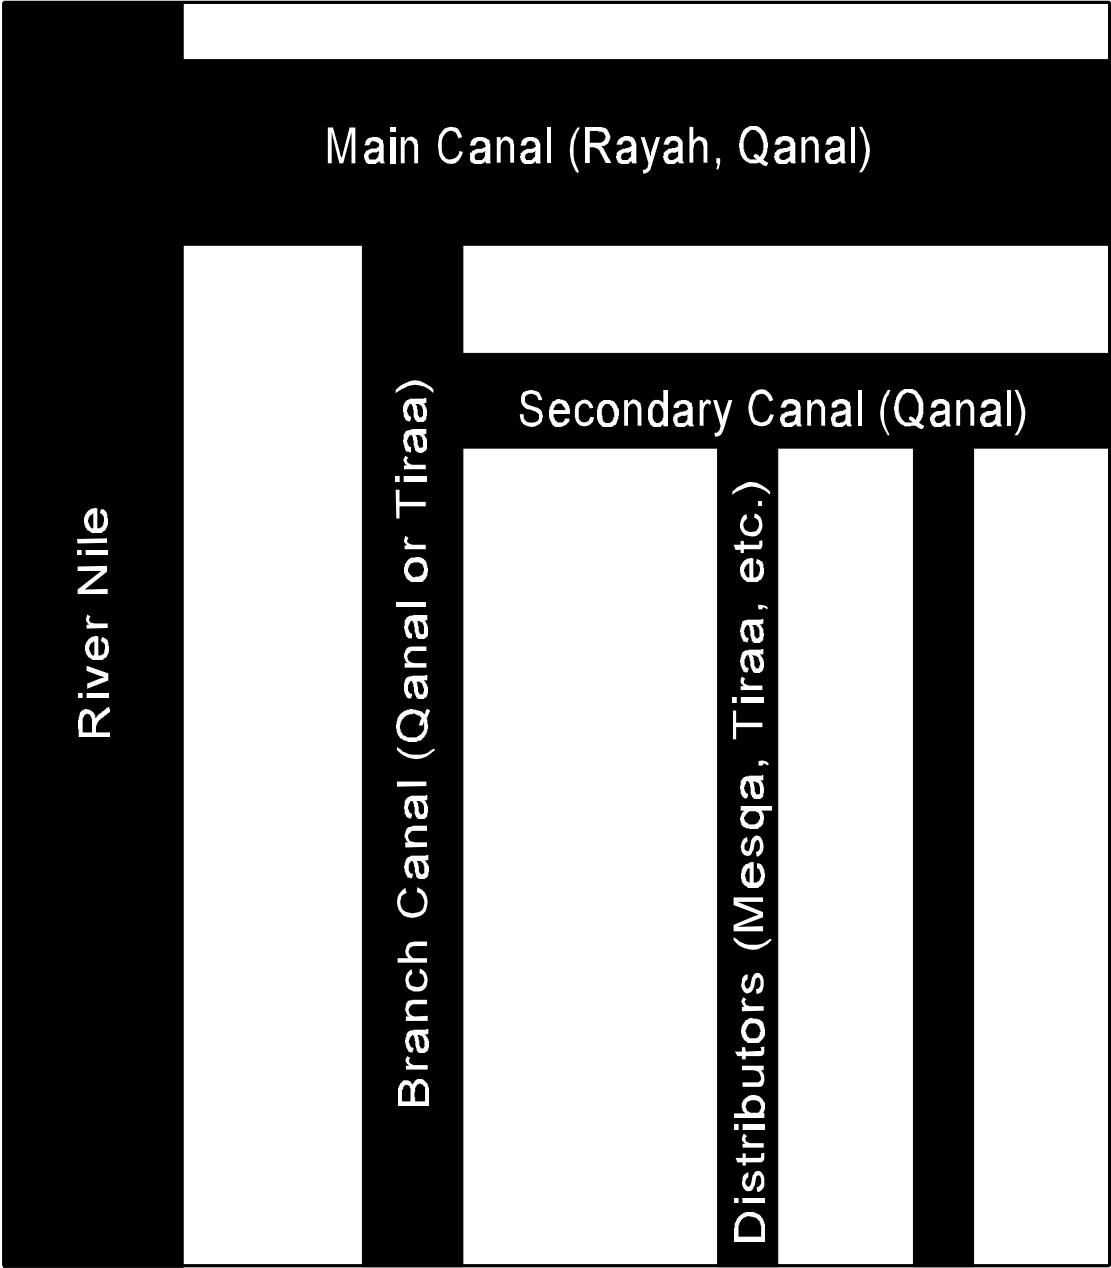 Main Canal (Rayah, Qanal)
Secondary Canal (Qanal)
River Nile
Branch Canal (Qanal or Tiraa)
Distributors (Mesqa, Tiraa, etc.)